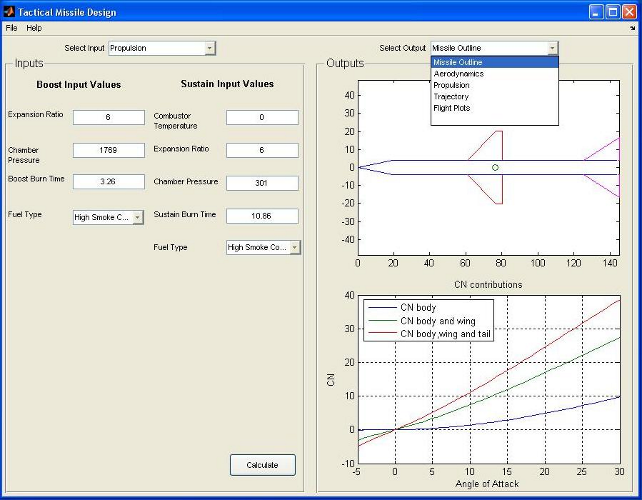 Tactical Missile Design
File Help
Select Input Propulsion
Select Output Missile Outline
Missile Outline
Aerodynamics
Propulsion
Trajectory
Flight Plots
Inputs
Boost Input Values
Expansion Ratio 6
Chamber Pressure 1769
Boost Burn Time 3.26
Fuel Type High Smoke C...
Sustain Input Values
Combustor Temperature 0
Expansion Ratio 6
Chamber Pressure 301
Sustain Burn Time 10.86
Fuel Type High Smoke Co...
Calculate
Outputs
40
30
20
10
0
-10
-20
-30
-40
0 20 40 60 80 100 120 140
CN contributions
CN body
CN body and wing
CN body,wing and tail
CN
40
30
20
10
0
-10
-5 0 5 10 15 20 25 30
Angle of Attack